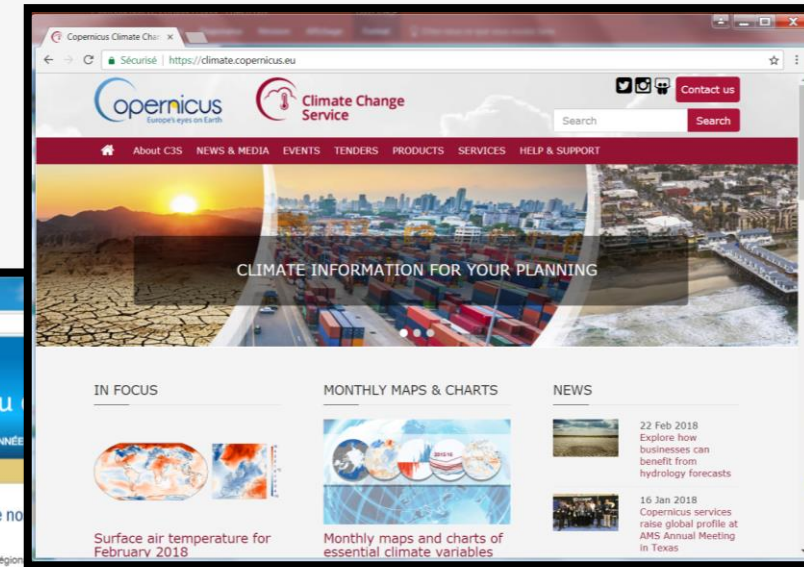 Copernicus Climate Chan
Sécurisé | https://climate.copernicus.eu
opernicus
Europe's eyes on Earth
Climate Change
Service
Contact us
Search
Search
About C3S NEWS & MEDIA EVENTS TENDERS PRODUCTS SERVICES HELP & SUPPORT
CLIMATE INFORMATION FOR YOUR PLANNING
IN FOCUS
Surface air temperature for
February 2018
MONTHLY MAPS & CHARTS
Monthly maps and charts of
essential climate variables
NEWS
22 Feb 2018
Explore how
businesses can
benefit from
hydrology forecasts
16 Jan 2018
Copernicus services
raise global profile at
AMS Annual Meeting
in Texas